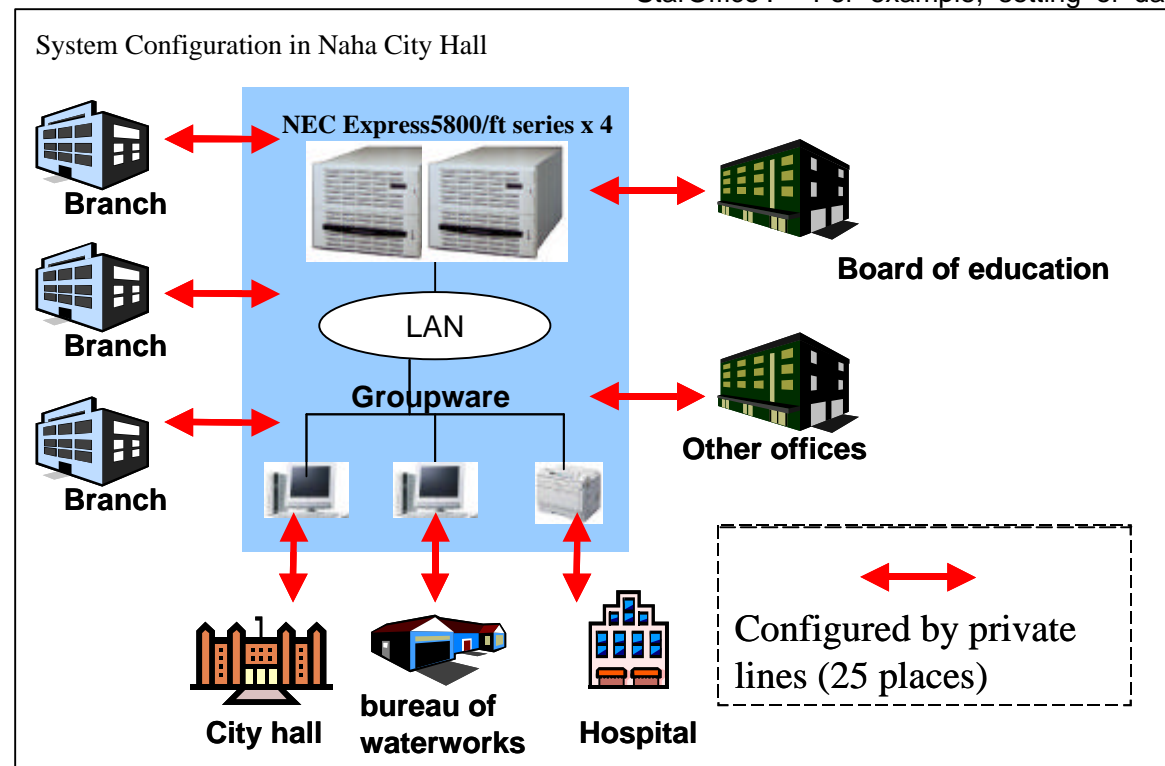 System Configuration in Naha City Hall
NEC Express5800/ft series x 4
Branch
Branch
Branch
LAN
Groupware
Board of education
Other offices
City hall
bureau of
waterworks
Hospital
Configured by private
lines (25 places)